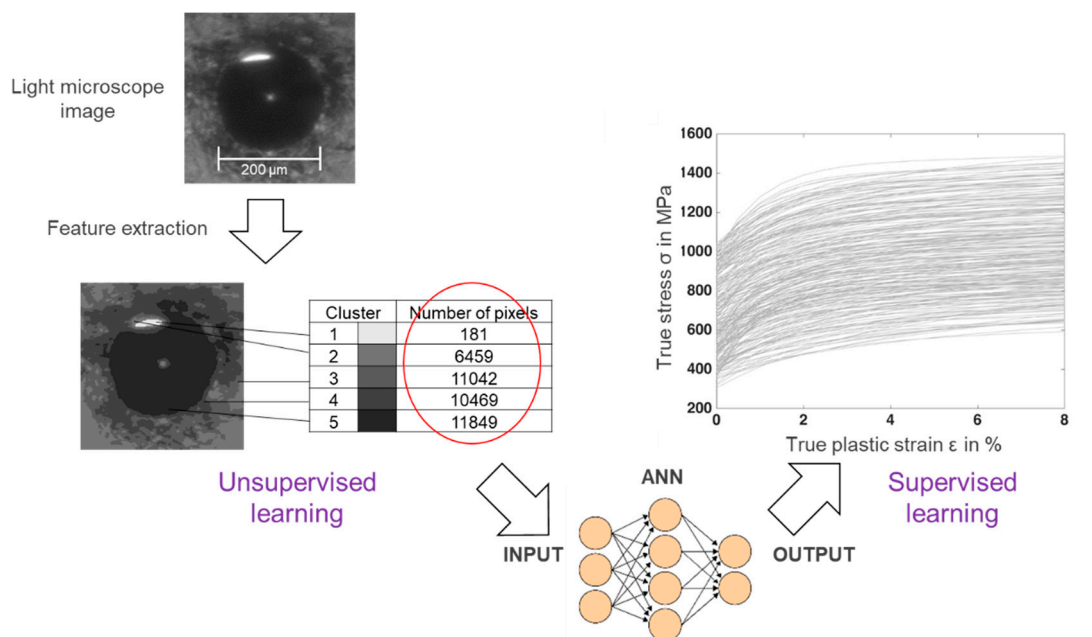 Light microscope
image
200 µm
Feature extraction
Cluster Number of pixels
1 181
2 6459
3 11042
4 10469
5 11849
Unsupervised
learning
INPUT
ANN
OUTPUT
Supervised
learning
True stress σ in MPa
1600
1400
1200
1000
800
600
400
200
0 2 4 6 8
True plastic strain ε in %